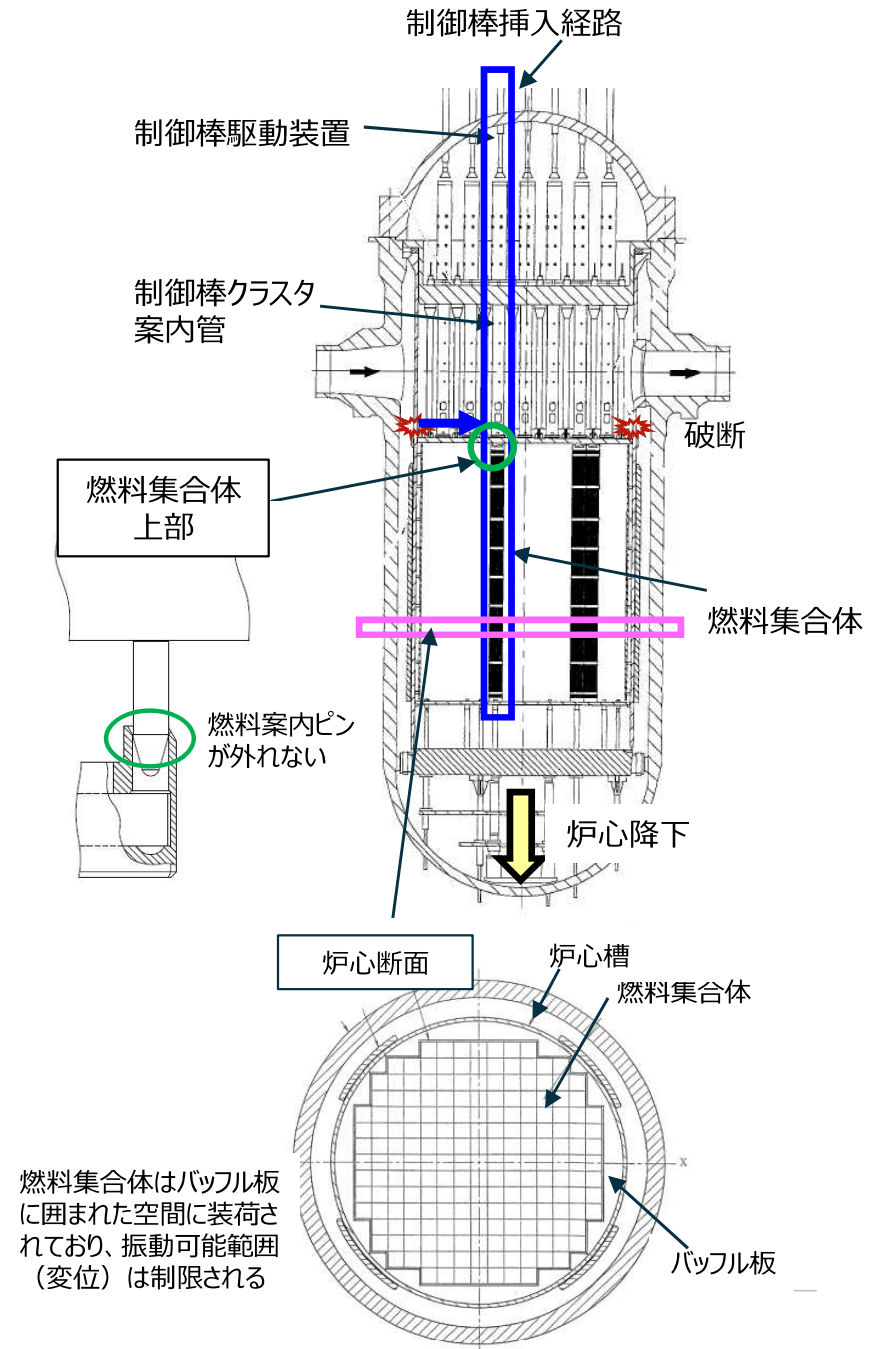 制御棒挿入経路
制御棒駆動装置
制御棒クラスタ
案内管
破断
燃料集合体
上部
燃料集合体
燃料案内ピン
が外れない
炉心降下
炉心断面
炉心槽
燃料集合体
x
燃料集合体はバッフル板
に囲まれた空間に装荷さ
れており、振動可能範囲
（変位）は制限される
バッフル板